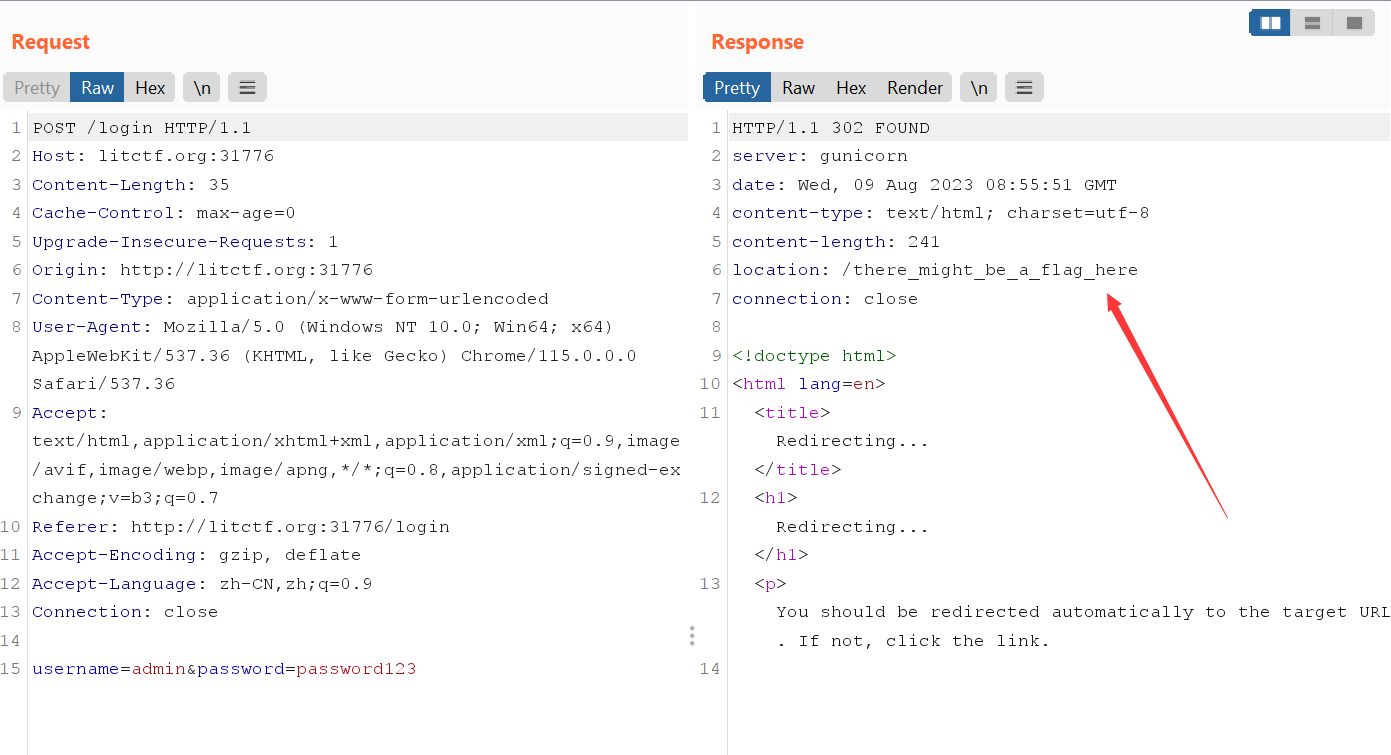 Request
Pretty Raw Hex \n
1 POST /login HTTP/1.1
2 Host: litctf.org:31776
3 Content-Length: 35
4 Cache-Control: max-age=0
5 Upgrade-Insecure-Requests: 1
6 Origin: http://litctf.org:31776
7 Content-Type: application/x-www-form-urlencoded
8 User-Agent: Mozilla/5.0 (Windows NT 10.0; Win64; x64)
AppleWebKit/537.36 (KHTML, like Gecko) Chrome/115.0.0.0
Safari/537.36
9 Accept:
text/html,application/xhtml+xml,application/xml;q=0.9,image
/avif,image/webp,image/apng,*/*;q=0.8,application/signed-ex
change;v=b3;q=0.7
10 Referer: http://litctf.org:31776/login
11 Accept-Encoding: gzip, deflate
12 Accept-Language: zh-CN,zh;q=0.9
13 Connection: close
14
15 username=admin&password=password123
Response
Pretty Raw Hex Render \n
1 HTTP/1.1 302 FOUND
2 server: gunicorn
3 date: Wed, 09 Aug 2023 08:55:51 GMT
4 content-type: text/html; charset=utf-8
5 content-length: 241
6 location: /there_might_be_a_flag_here
7 connection: close
8
9 <!doctype html>
10 <html lang=en>
11 <title>
Redirecting...
</title>
12 <h1>
Redirecting...
</h1>
13 <p>
You should be redirected automatically to the target URL
. If not, click the link.
14